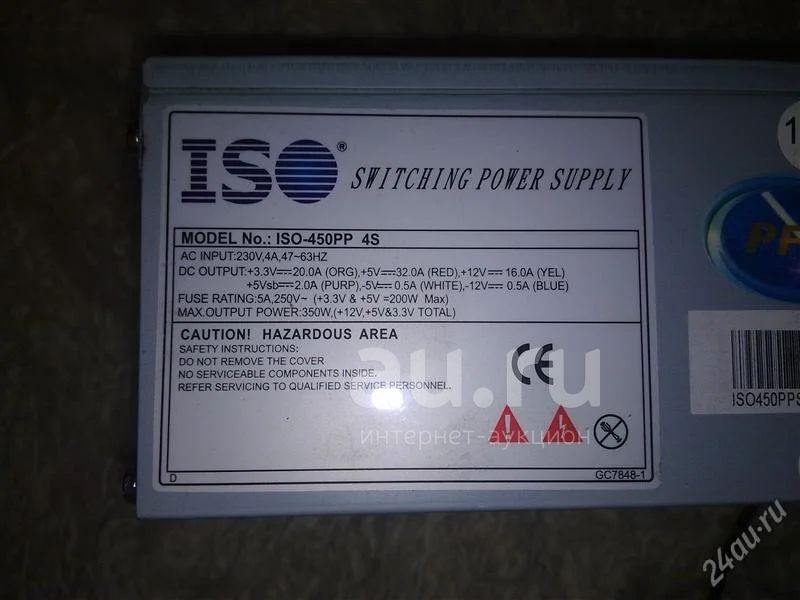 ISO®
SWITCHING POWER SUPPLY
MODEL No.: ISO-450PP 4S
AC INPUT:230V,4A,47~63HZ
DC OUTPUT:+3.3V⎓20.0A (ORG),+5V⎓32.0A (RED),+12V⎓16.0A (YEL)
+5Vsb⎓2.0A (PURP),-5V⎓0.5A (WHITE),-12V⎓0.5A (BLUE)
FUSE RATING:5A,250V~ (+3.3V & +5V =200W Max)
MAX.OUTPUT POWER:350W,(+12V,+5V&3.3V TOTAL)
CAUTION! HAZARDOUS AREA
SAFETY INSTRUCTIONS:
DO NOT REMOVE THE COVER
NO SERVICEABLE COMPONENTS INSIDE.
REFER SERVICING TO QUALIFIED SERVICE PERSONNEL.
CE
D
GC7848-1
1
PF
ISO450PPS
au.ru
интернет-аукцион
24au.ru